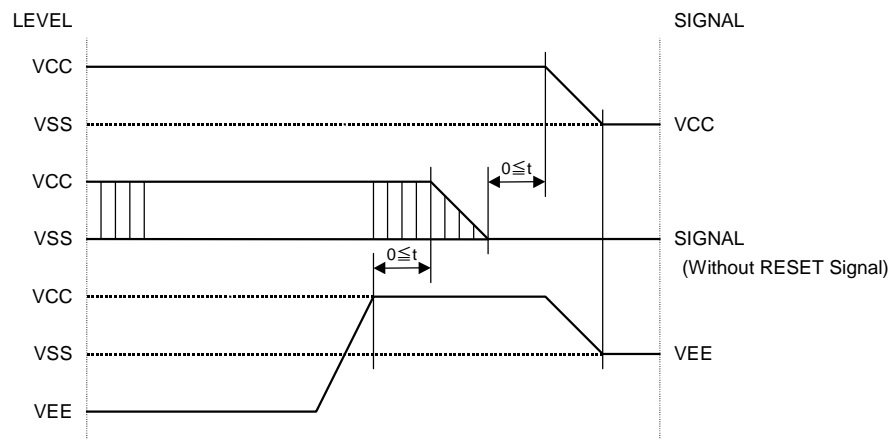 LEVEL SIGNAL
VCC
VSS VCC
0≦t
VCC
VSS SIGNAL
0≦t
(Without RESET Signal)
VCC
VSS VEE
VEE